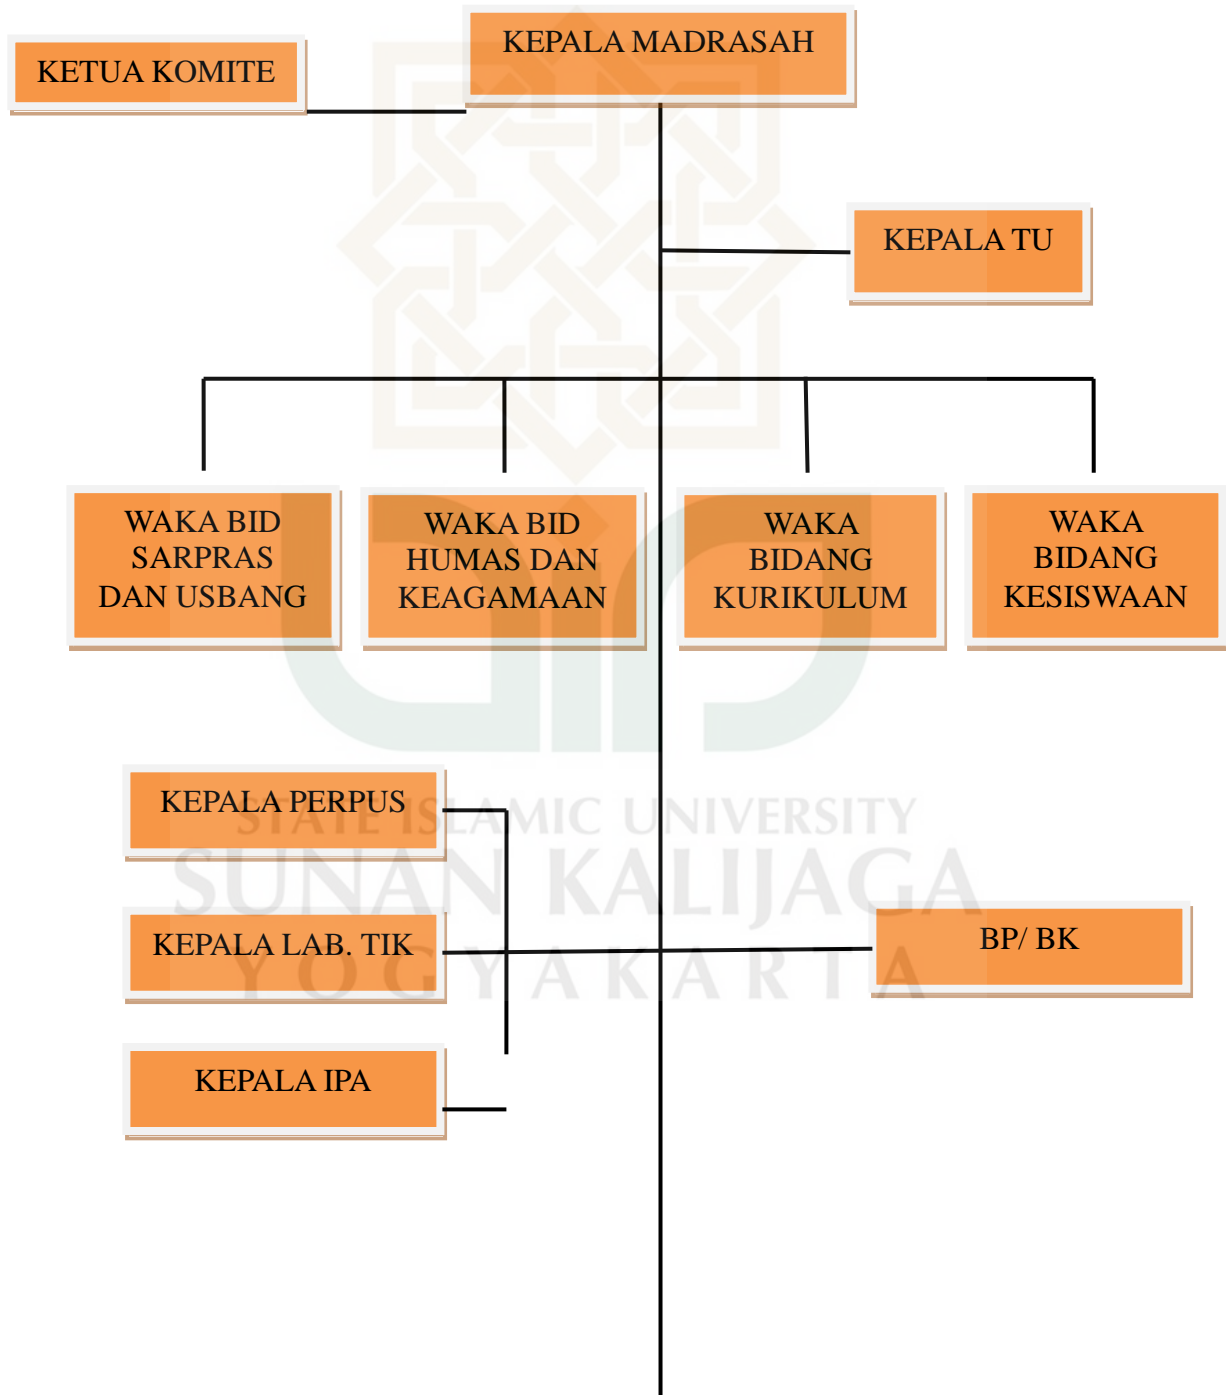 KEPALA MADRASAH
KETUA KOMITE
KEPALA TU
WAKA BID
SARPRAS
DAN USBANG
WAKA BID
HUMAS DAN
KEAGAMAAN
WAKA
BIDANG
KURIKULUM
WAKA
BIDANG
KESISWAAN
KEPALA PERPUS
STATE ISLAMIC UNIVERSITY
SUNAN KALIJAGA
YOGYAKARTA
KEPALA LAB. TIK
BP/ BK
KEPALA IPA